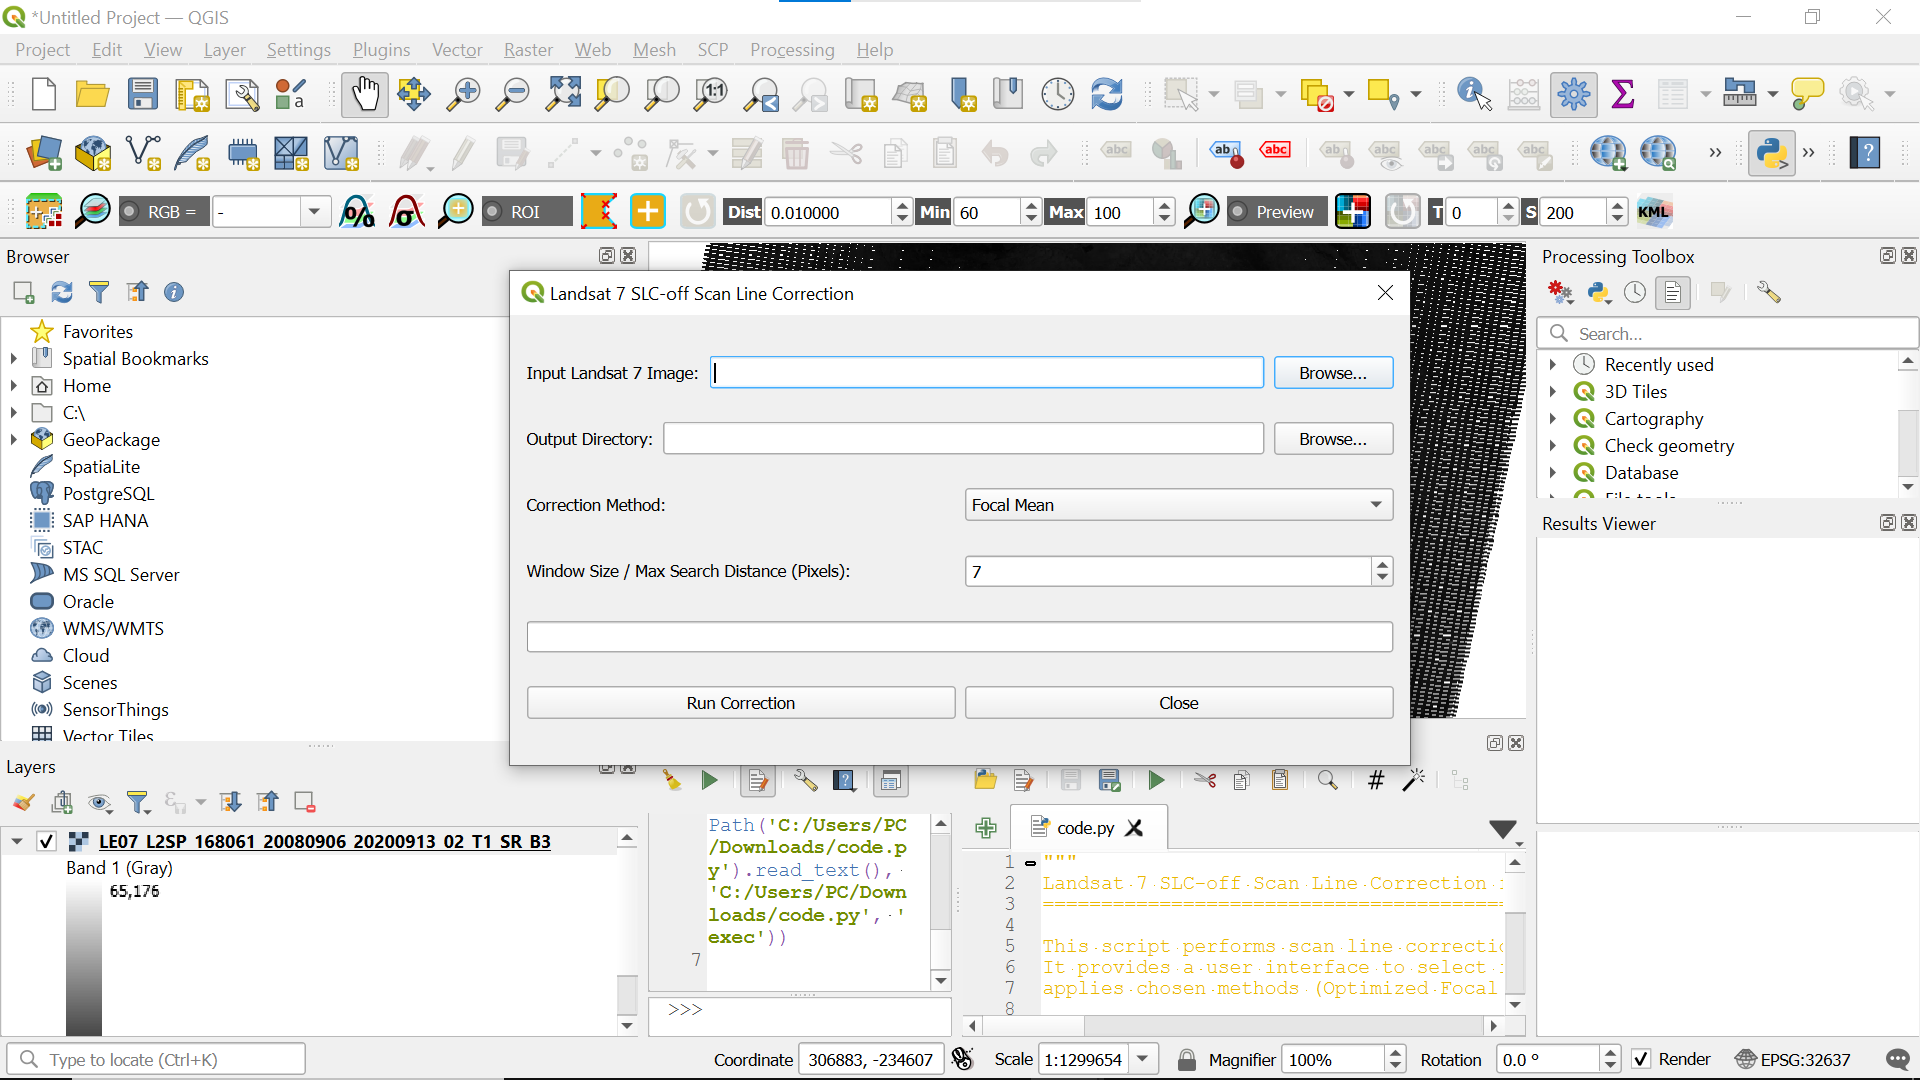 *Untitled Project — QGIS
Project Edit View Layer Settings Plugins Vector Raster Web Mesh SCP Processing Help
RGB = - ROI Dist 0.010000 Min 60 Max 100 Preview T 0 S 200 KML
Browser
Favorites
Spatial Bookmarks
Home
C:\
GeoPackage
SpatiaLite
PostgreSQL
SAP HANA
STAC
MS SQL Server
Oracle
WMS/WMTS
Cloud
Scenes
SensorThings
Vector Tiles
Landsat 7 SLC-off Scan Line Correction
Input Landsat 7 Image: Browse...
Output Directory: Browse...
Correction Method: Focal Mean
Window Size / Max Search Distance (Pixels): 7
Run Correction Close
Processing Toolbox
Search...
Recently used
3D Tiles
Cartography
Check geometry
Database
File tools
Results Viewer
Layers
LE07_L2SP_168061_20080906_20200913_02_T1_SR_B3
Band 1 (Gray)
65,176
Path('C:/Users/PC
/Downloads/code.p
y').read_text(),
'C:/Users/PC/Down
loads/code.py', '
exec'))
7
>>>
code.py
1 """
2 Landsat 7 SLC-off Scan Line Correction
3 =======================================
4
5 This script performs scan line correctio
6 It provides a user interface to select
7 applies chosen methods (Optimized Focal
8
Type to locate (Ctrl+K) Coordinate 306883, -234607 Scale 1:1299654 Magnifier 100% Rotation 0.0 ° Render EPSG:32637